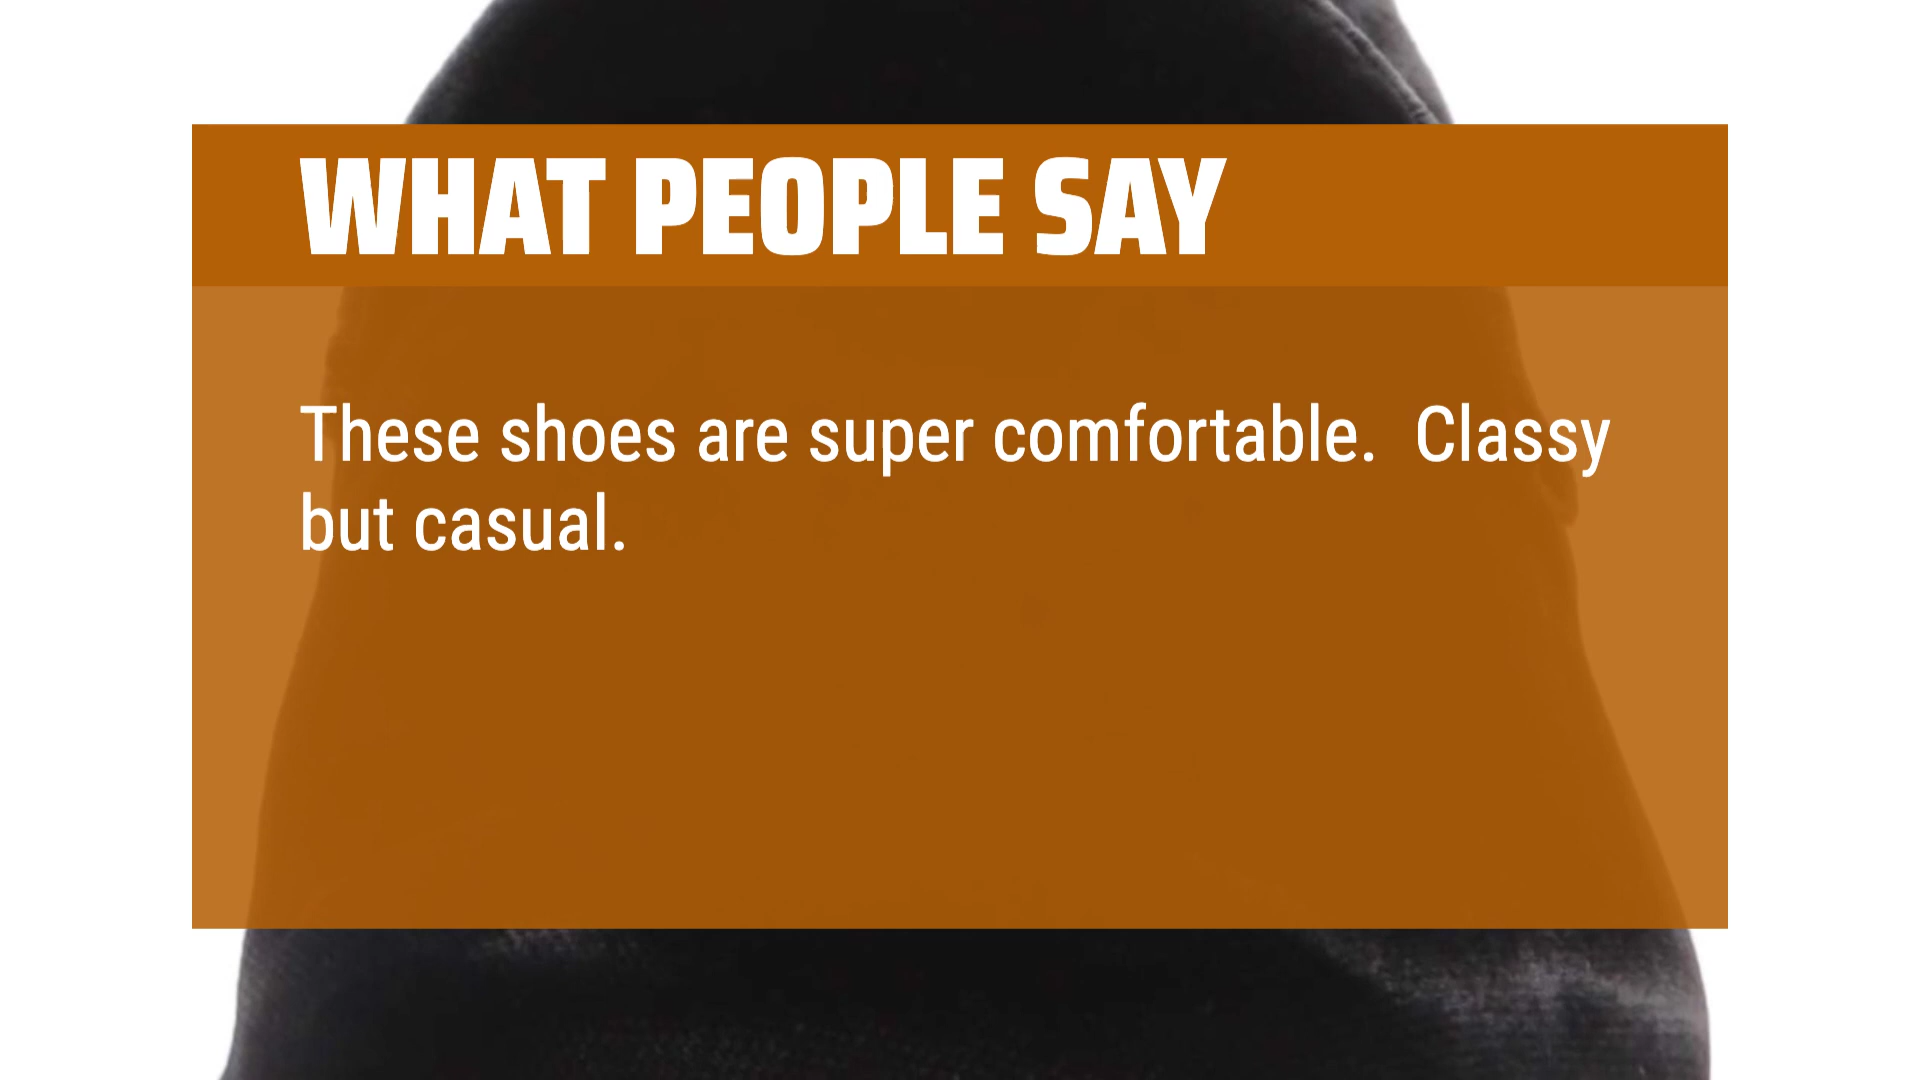 WHAT PEOPLE SAY
These shoes are super comfortable.  Classy
but casual.